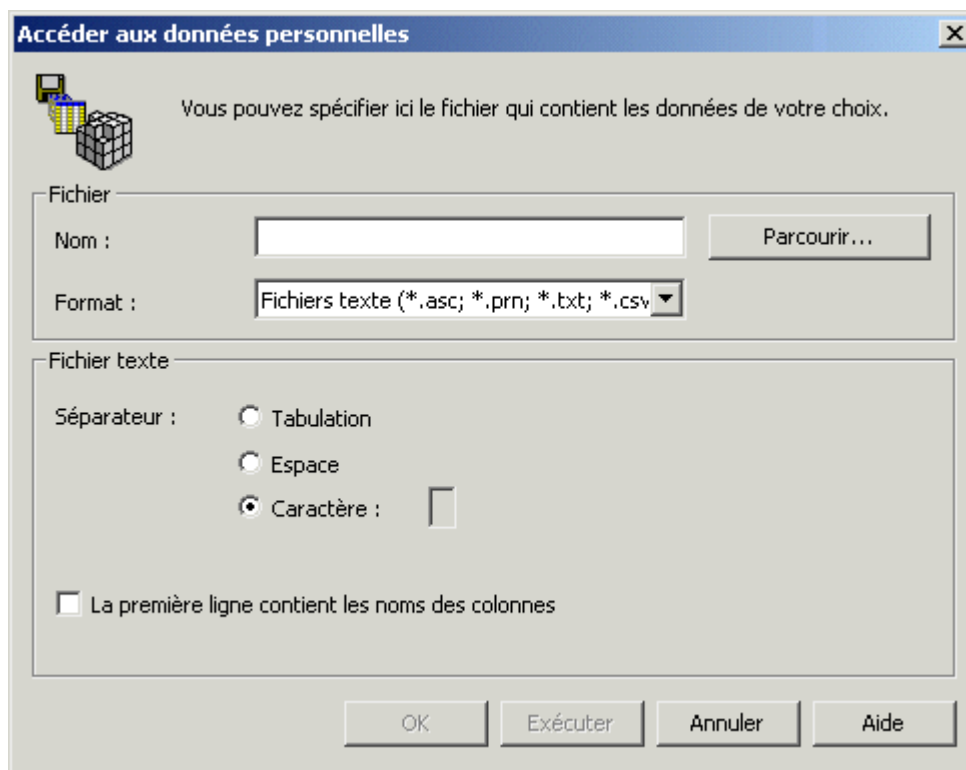 Accéder aux données personnelles
Vous pouvez spécifier ici le fichier qui contient les données de votre choix.
Fichier
Nom :
Parcourir...
Format :
Fichiers texte (*.asc; *.prn; *.txt; *.csv
Fichier texte
Séparateur :
Tabulation
Espace
Caractère :
La première ligne contient les noms des colonnes
OK
Exécuter
Annuler
Aide